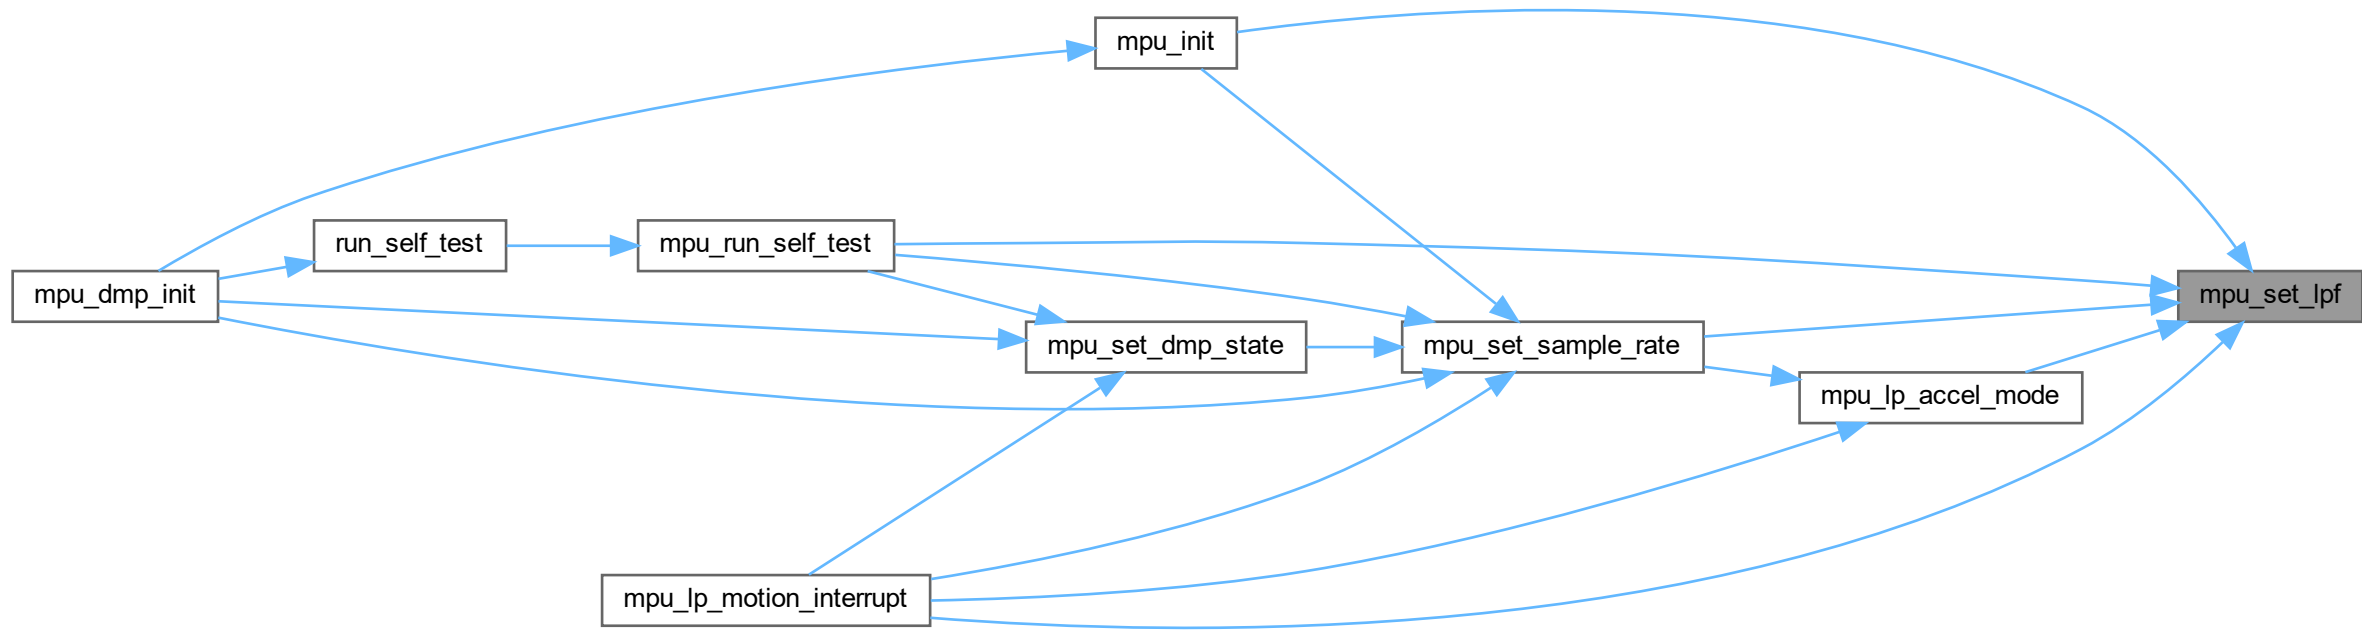 mpu_init
run_self_test
mpu_run_self_test
mpu_dmp_init
mpu_set_lpf
mpu_set_dmp_state
mpu_set_sample_rate
mpu_lp_accel_mode
mpu_lp_motion_interrupt